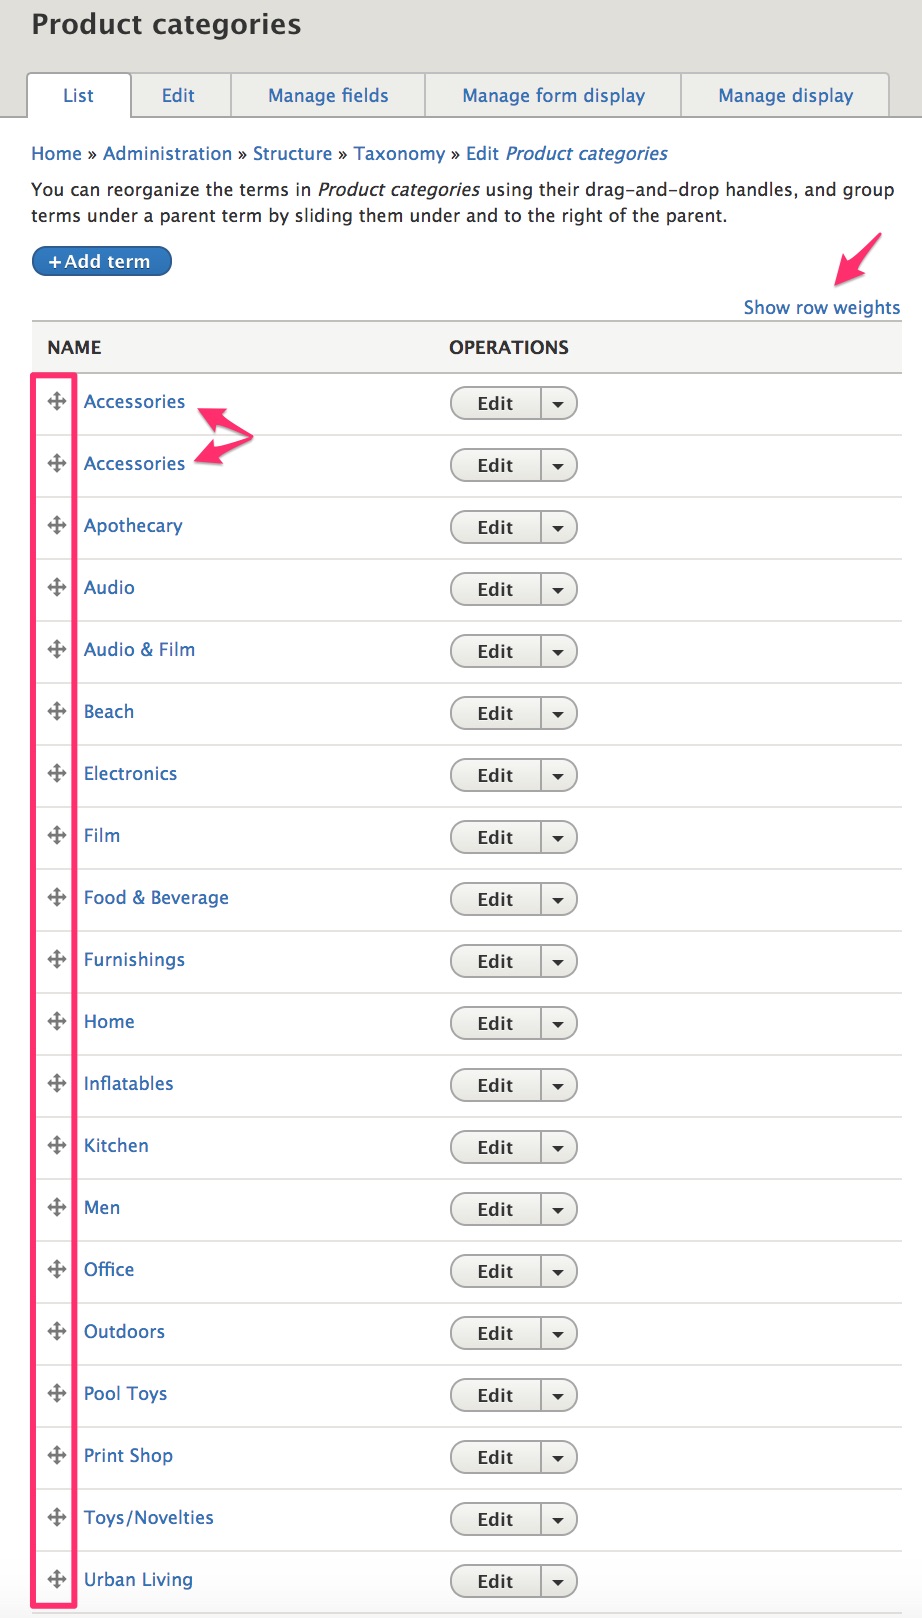 Product categories
List Edit Manage fields Manage form display Manage display
Home » Administration » Structure » Taxonomy » Edit Product categories
You can reorganize the terms in Product categories using their drag-and-drop handles, and group
terms under a parent term by sliding them under and to the right of the parent.
+ Add term
Show row weights
NAME OPERATIONS
Accessories Edit
Accessories Edit
Apothecary Edit
Audio Edit
Audio & Film Edit
Beach Edit
Electronics Edit
Film Edit
Food & Beverage Edit
Furnishings Edit
Home Edit
Inflatables Edit
Kitchen Edit
Men Edit
Office Edit
Outdoors Edit
Pool Toys Edit
Print Shop Edit
Toys/Novelties Edit
Urban Living Edit